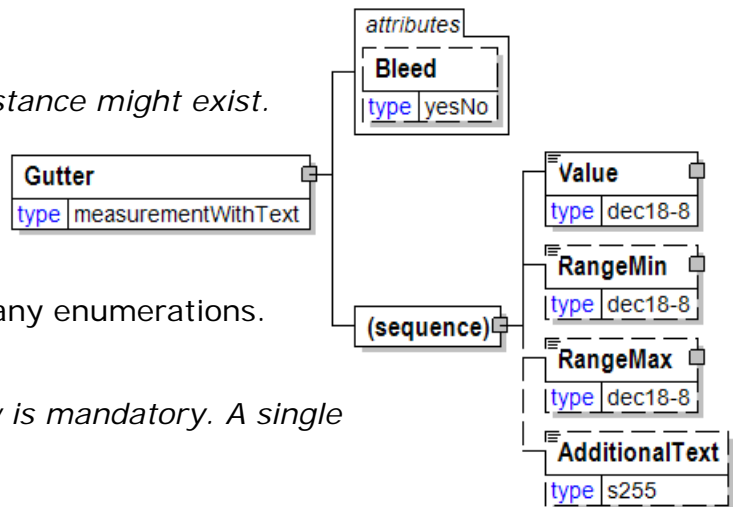 attributes
Bleed
type yesNo
stance might exist.
Gutter
type measurementWithText
Value
type dec18-8
RangeMin
type dec18-8
any enumerations.
(sequence)
RangeMax
type dec18-8
is mandatory. A single
AdditionalText
type s255